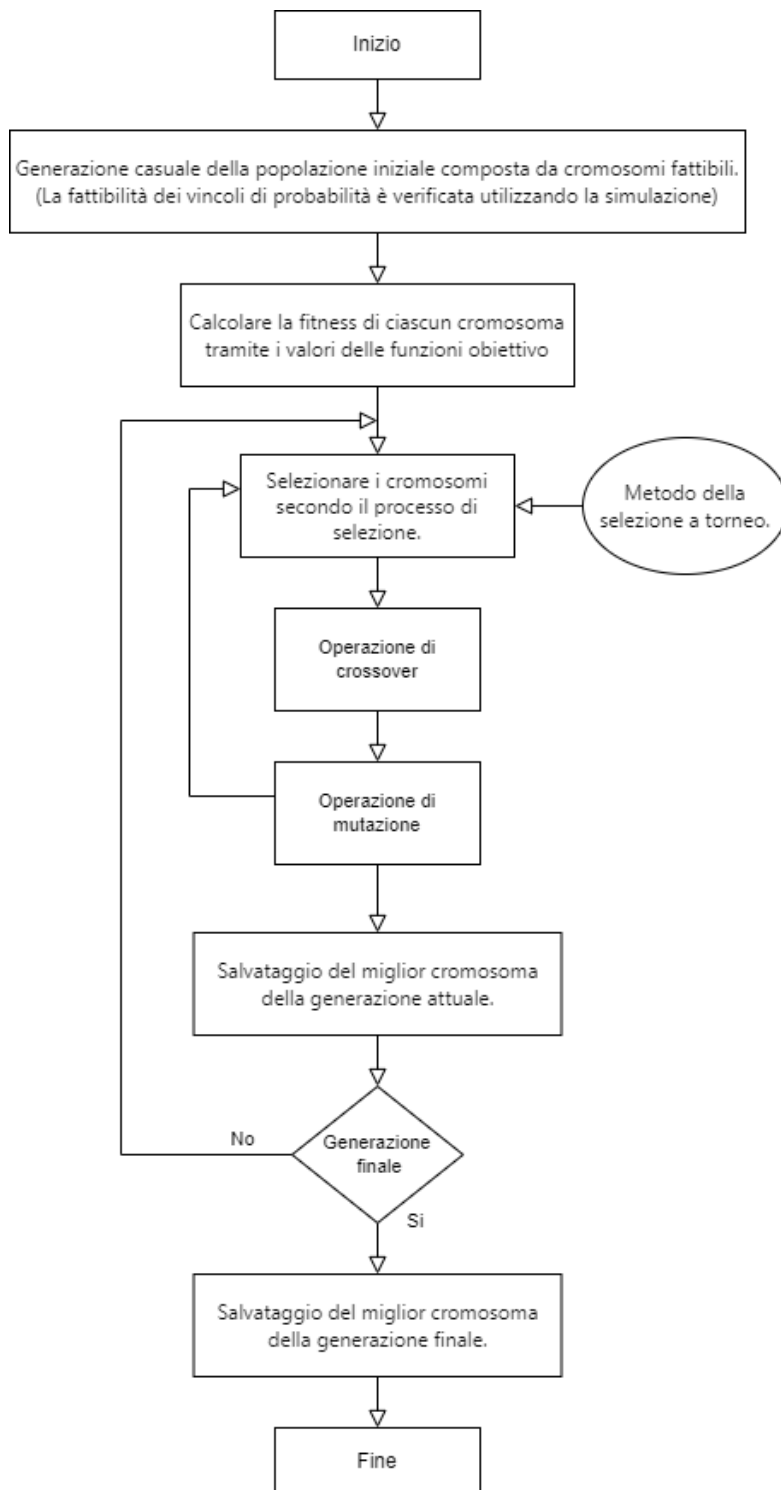 Inizio
Generazione casuale della popolazione iniziale composta da cromosomi fattibili.
(La fattibilità dei vincoli di probabilità è verificata utilizzando la simulazione)
Calcolare la fitness di ciascun cromosoma
tramite i valori delle funzioni obiettivo
Selezionare i cromosomi
secondo il processo di
selezione.
Metodo della
selezione a torneo.
Operazione di
crossover
Operazione di
mutazione
Salvataggio del miglior cromosoma
della generazione attuale.
No
Generazione
finale
Si
Salvataggio del miglior cromosoma
della generazione finale.
Fine